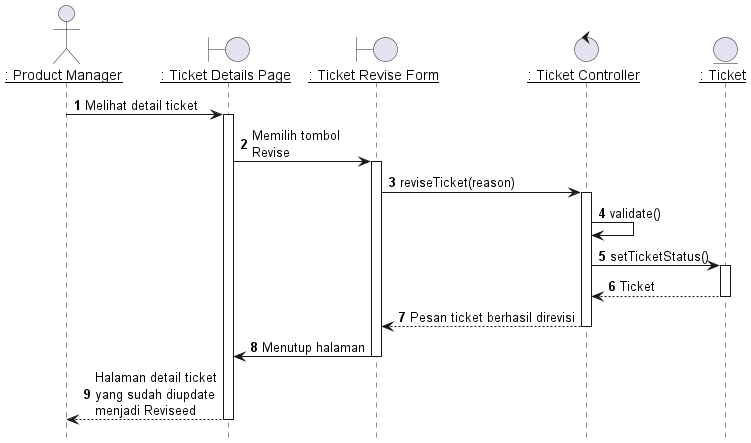 : Product Manager
: Ticket Details Page
: Ticket Revise Form
: Ticket Controller
: Ticket
1 Melihat detail ticket
2 Memilih tombol
Revise
3 reviseTicket(reason)
4 validate()
5 setTicketStatus()
6 Ticket
7 Pesan ticket berhasil direvisi
8 Menutup halaman
Halaman detail ticket
9 yang sudah diupdate
menjadi Reviseed